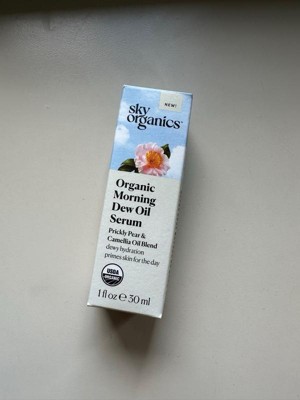 NEW!
sky
organics
Organic
Morning
Dew Oil
Serum
Prickly Pear &
Camellia Oil Blend
dewy hydration
primes skin for the day
USDA
ORGANIC
1 fl oz ℮ 30 ml